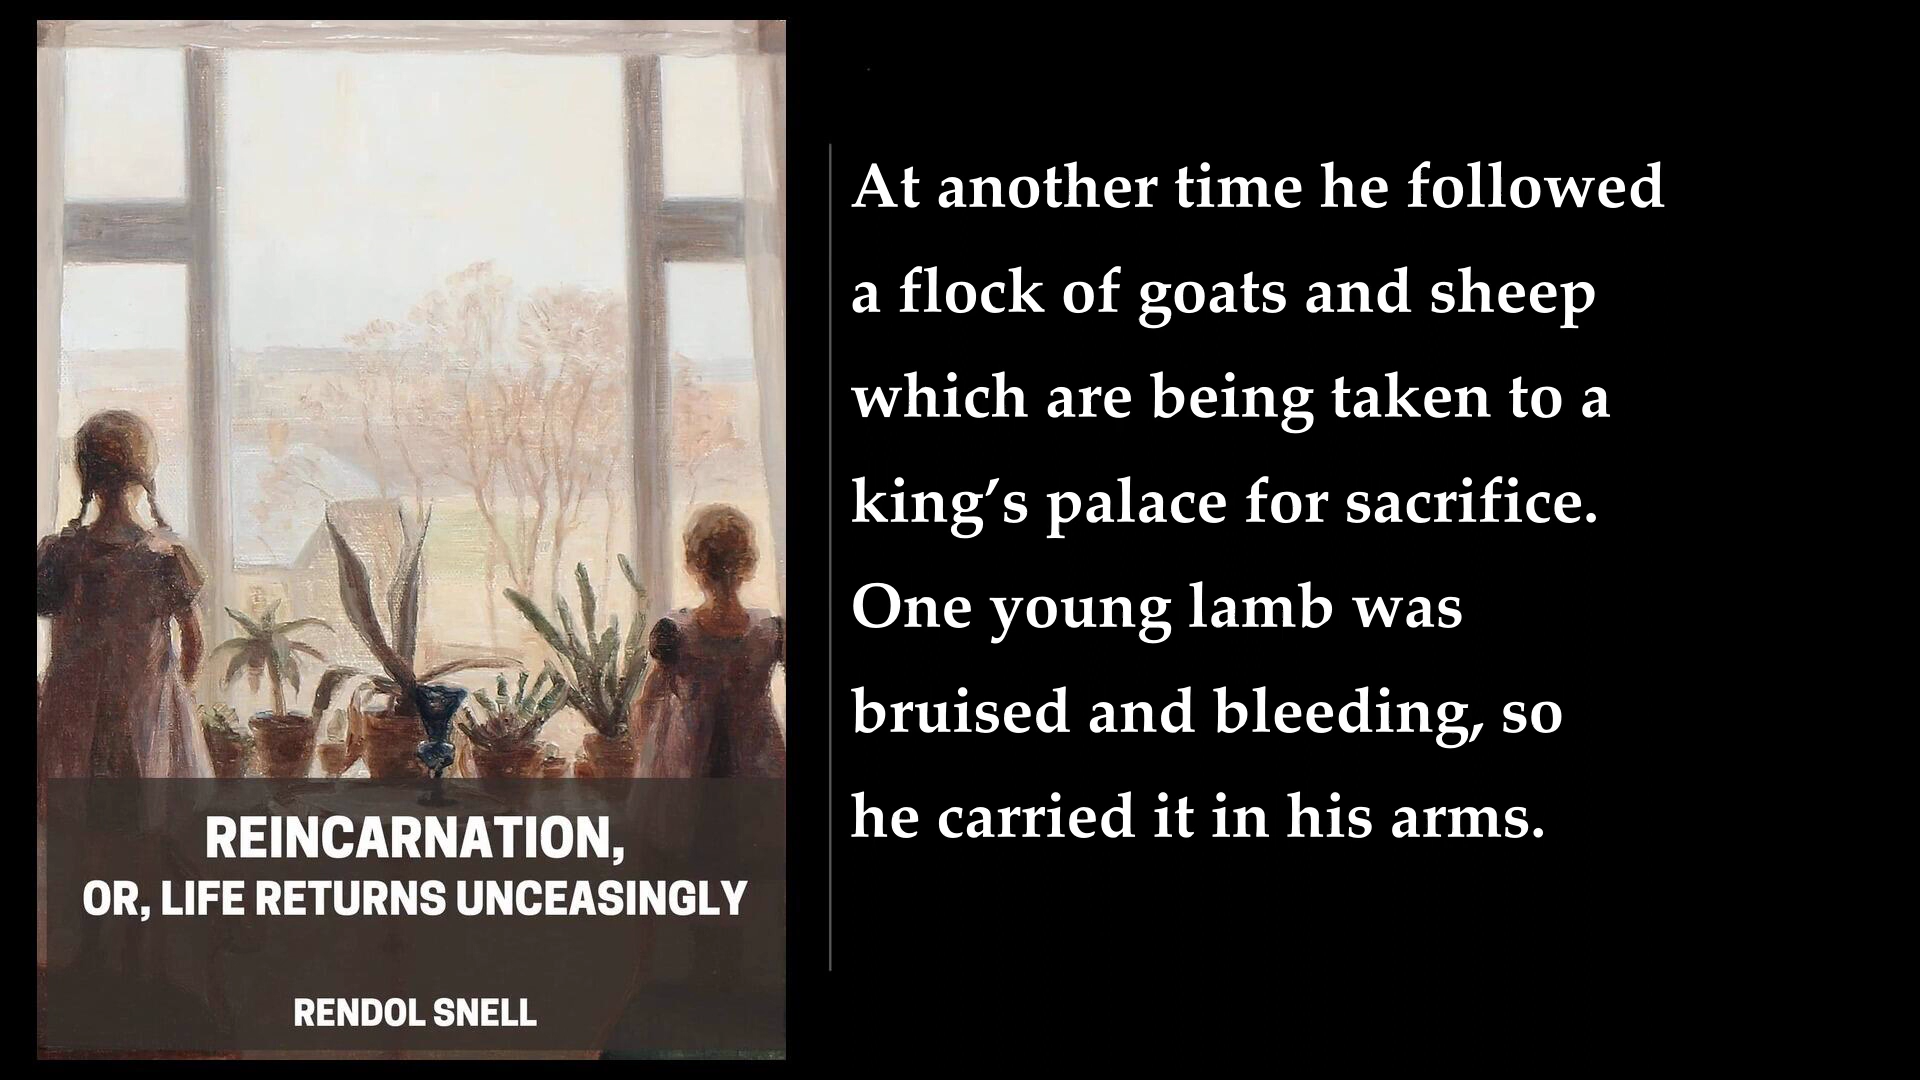 REINCARNATION,
OR, LIFE RETURNS UNCEASINGLY
RENDOL SNELL
At another time he followed
a flock of goats and sheep
which are being taken to a
king’s palace for sacrifice.
One young lamb was
bruised and bleeding, so
he carried it in his arms.